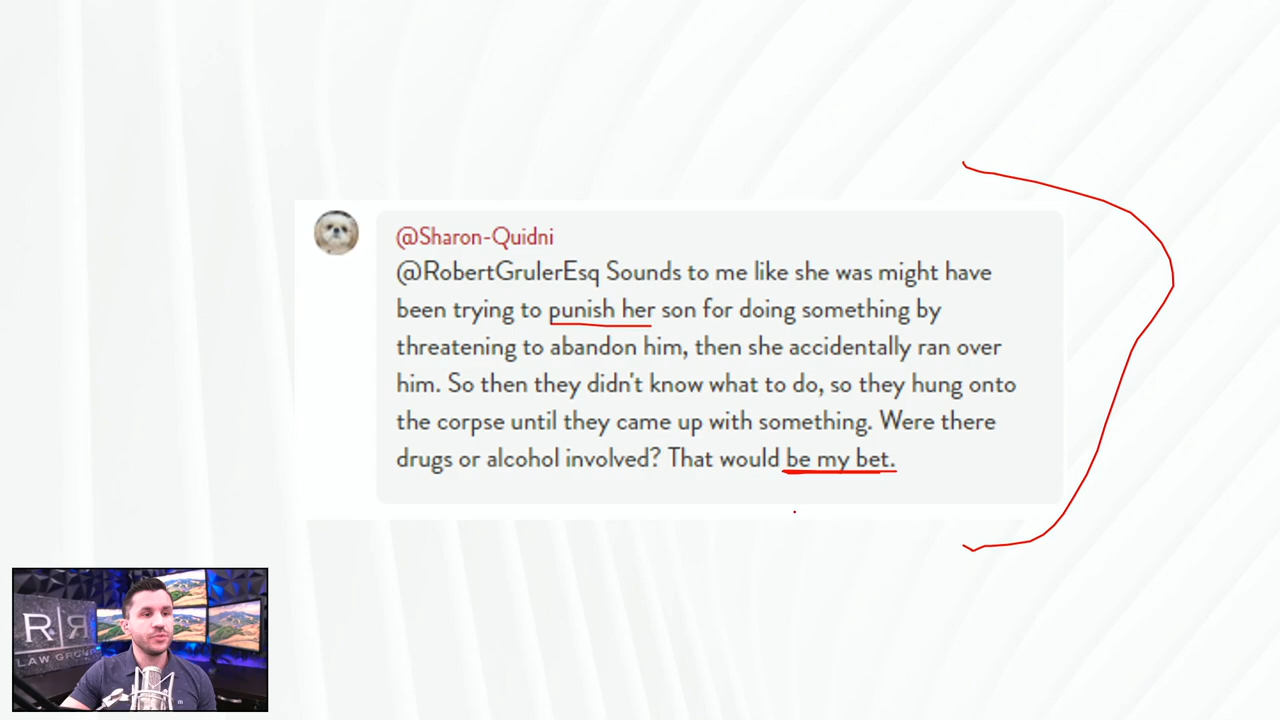 @Sharon-Quidni
@RobertGrulerEsq Sounds to me like she was might have
been trying to punish her son for doing something by
threatening to abandon him, then she accidentally ran over
him. So then they didn't know what to do, so they hung onto
the corpse until they came up with something. Were there
drugs or alcohol involved? That would be my bet.
R|R
LAW GROUP